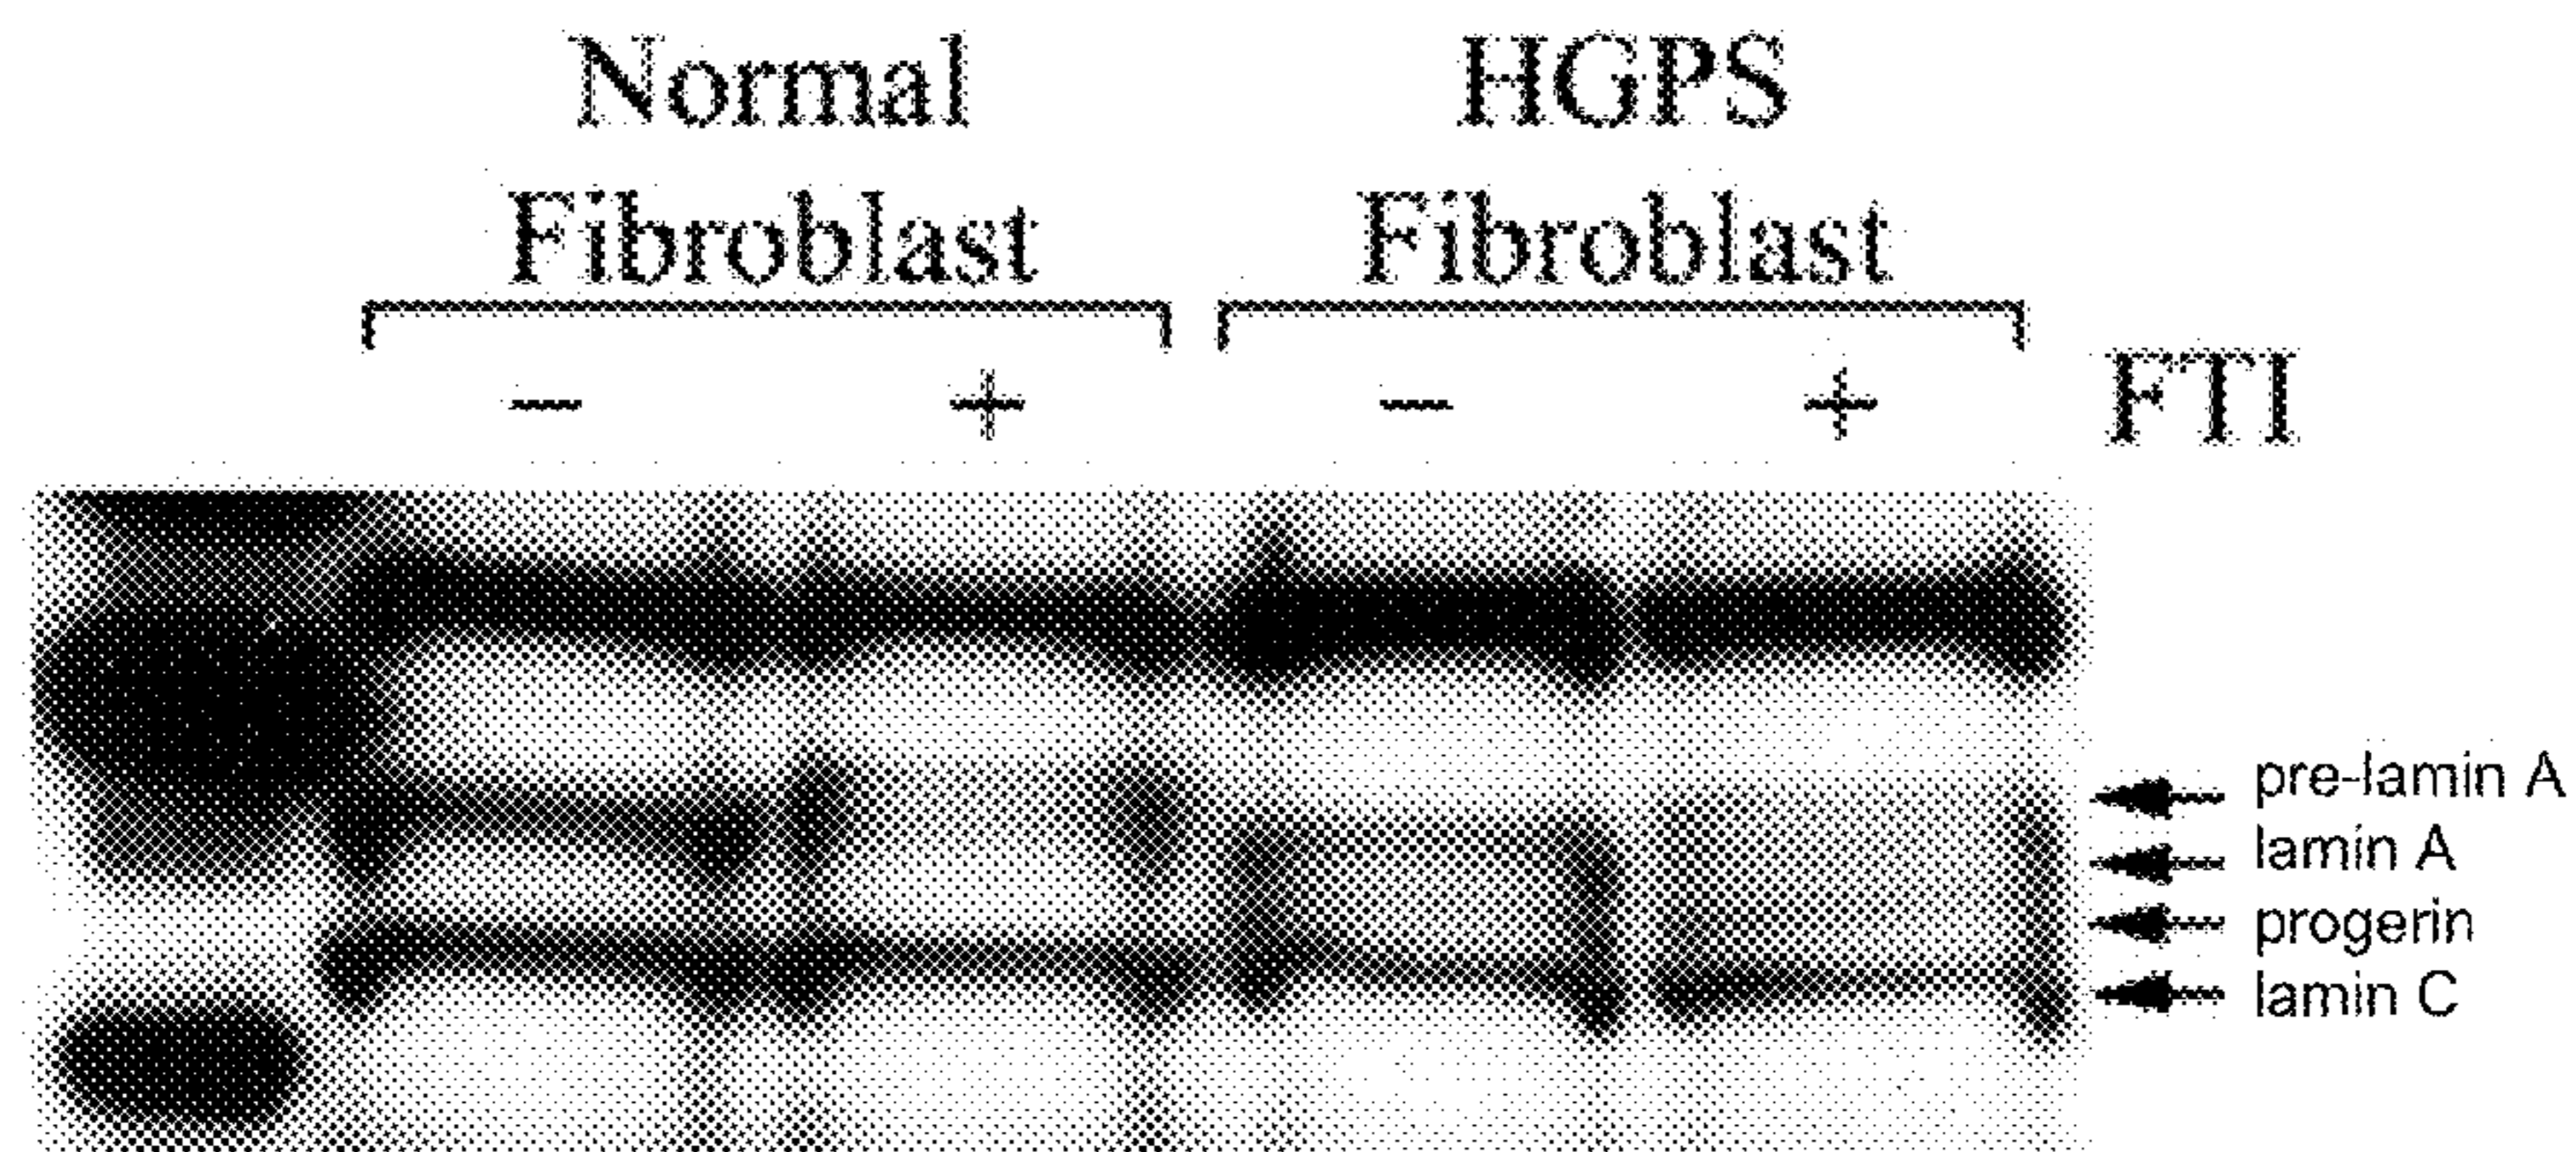 Normal HGPS
Fibroblast Fibroblast
− + − + FTI
pre-lamin A
lamin A
progerin
lamin C